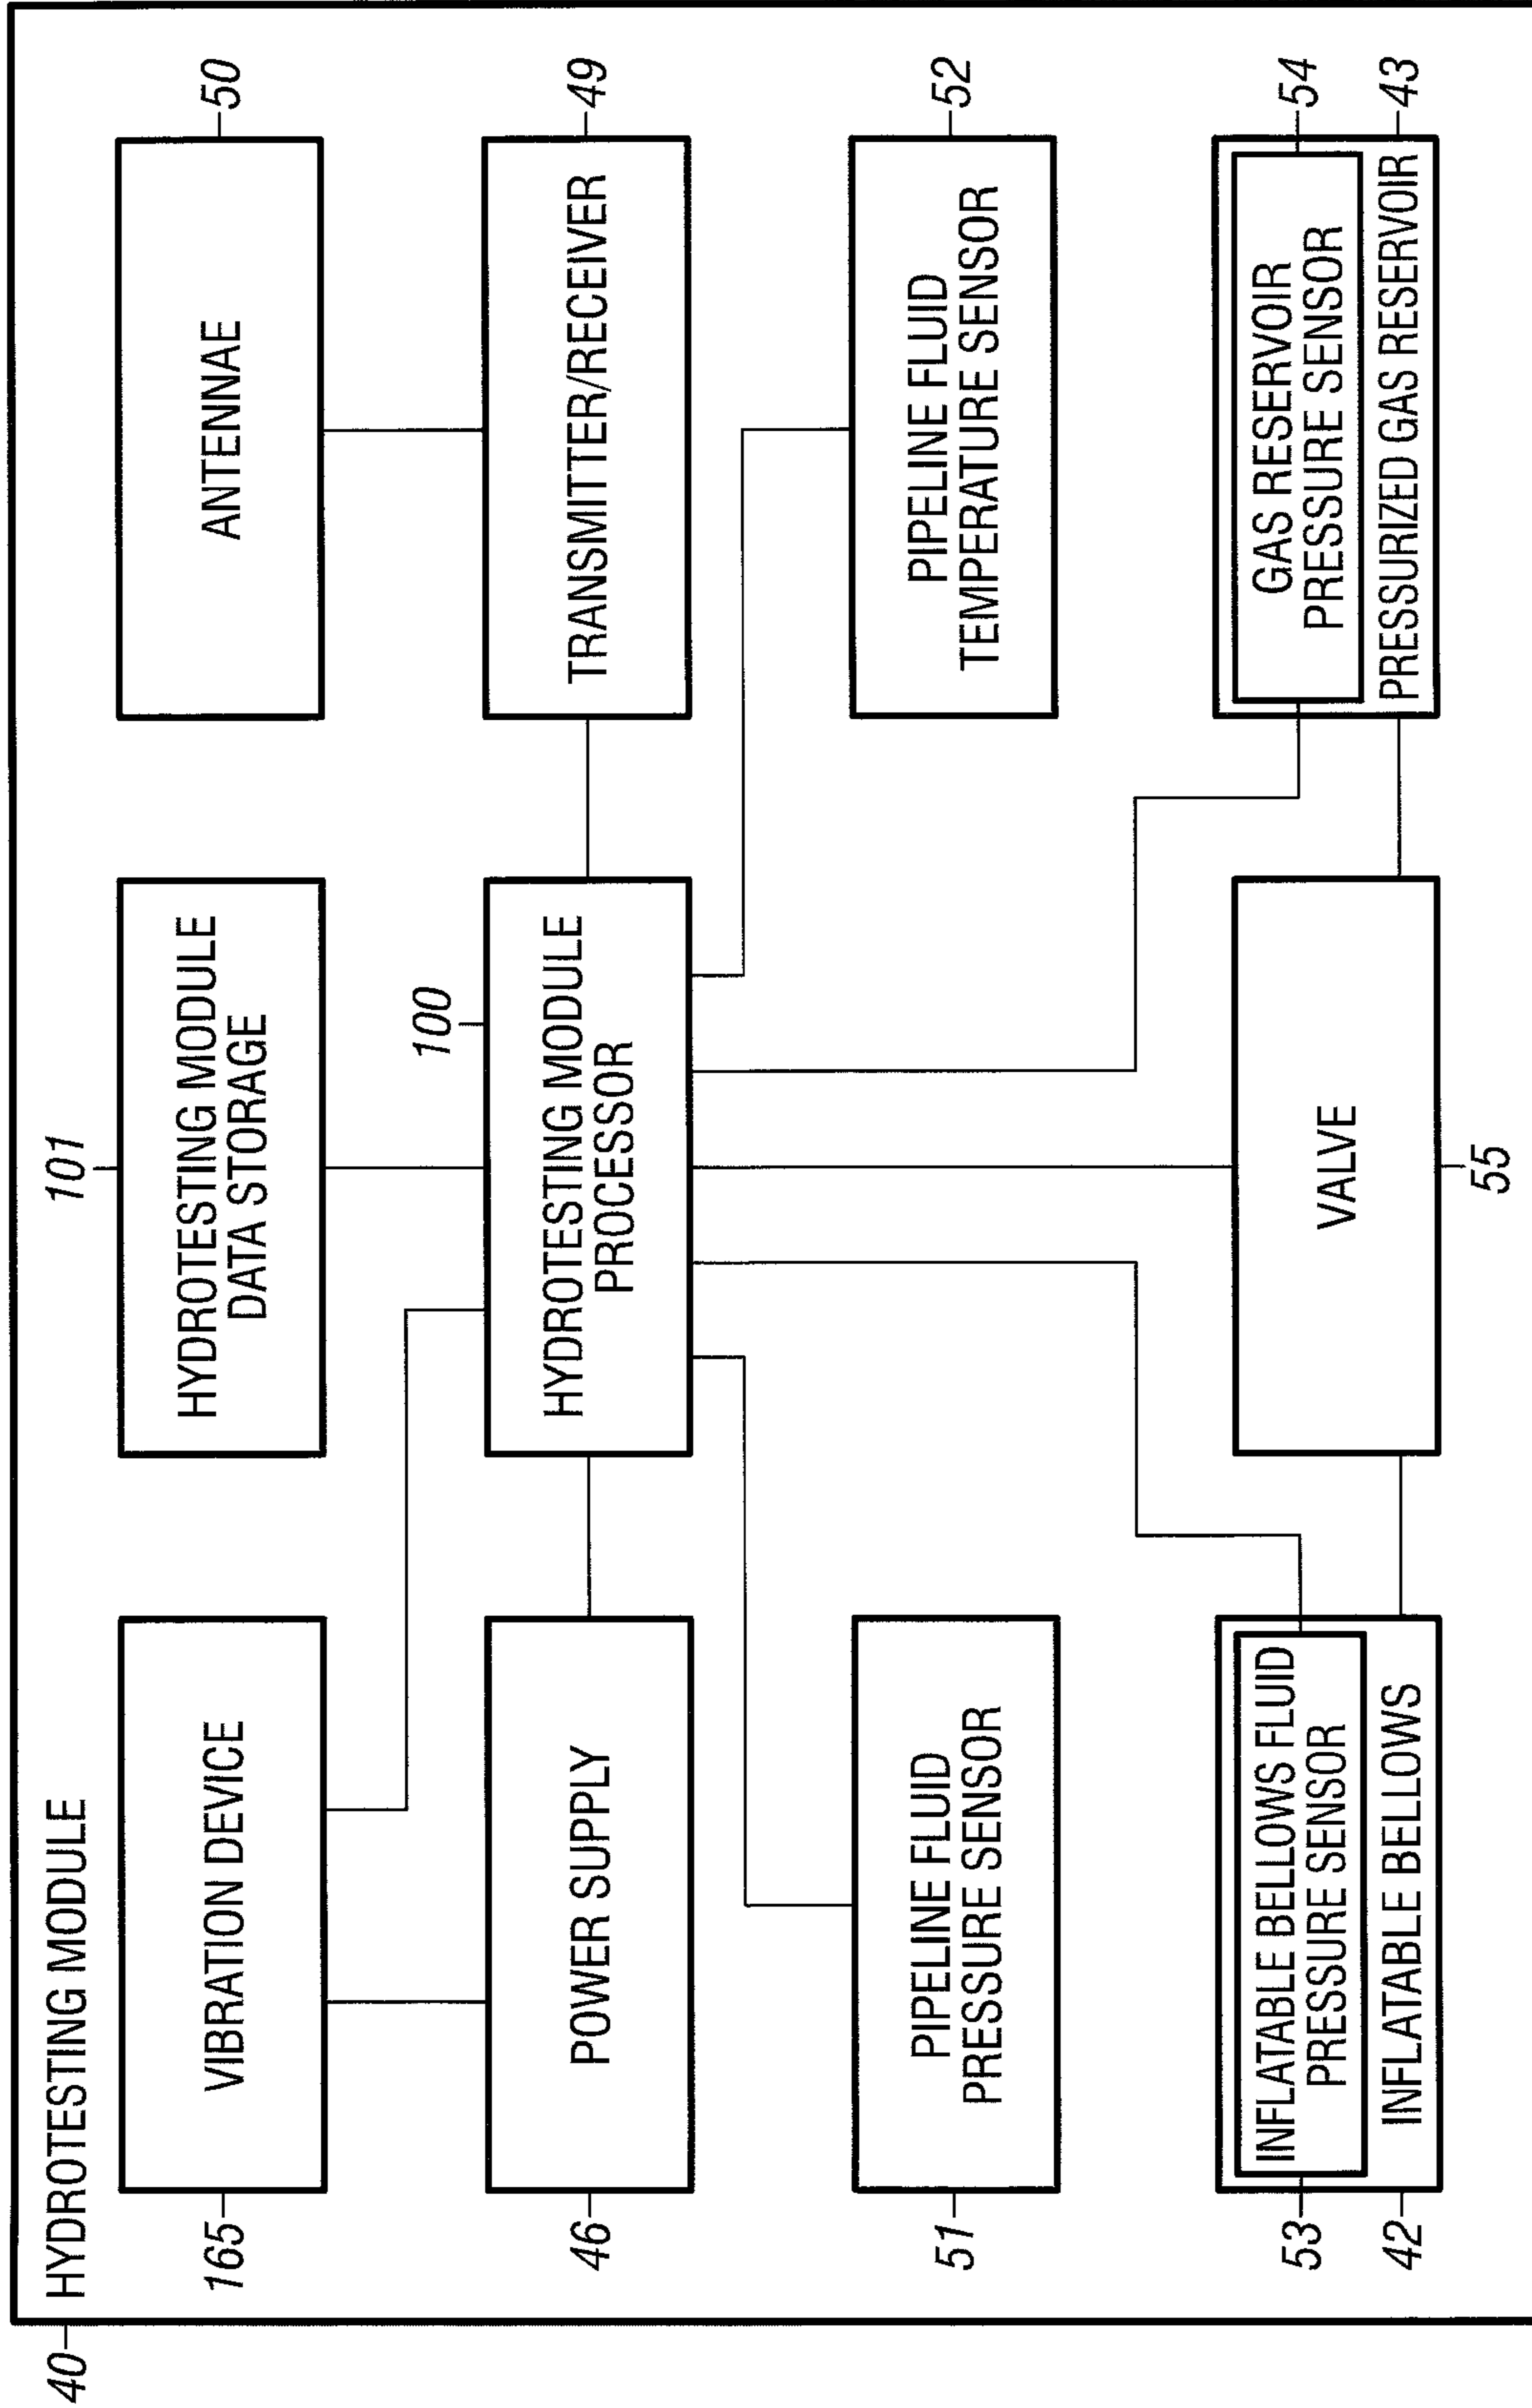 40
HYDROTESTING MODULE
165
VIBRATION DEVICE
101
HYDROTESTING MODULE
DATA STORAGE
ANTENNAE
50
46
POWER SUPPLY
100
HYDROTESTING MODULE
PROCESSOR
TRANSMITTER/RECEIVER
49
51
PIPELINE FLUID
PRESSURE SENSOR
PIPELINE FLUID
TEMPERATURE SENSOR
52
53
INFLATABLE BELLOWS FLUID
PRESSURE SENSOR
42
INFLATABLE BELLOWS
VALVE
55
GAS RESERVOIR
PRESSURE SENSOR
54
PRESSURIZED GAS RESERVOIR
43